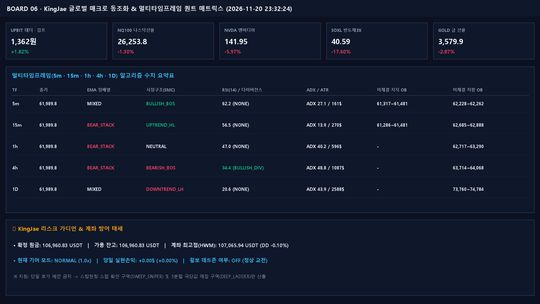 BOARD 06 · KingJae 글로벌 매크로 동조화 & 멀티타임프레임 퀀트 매트릭스 (2026-11-20 23:32:24)
UPBIT 테더 · 점프
1,362원
+1.82%
NQ100 나스닥선물
26,253.8
-1.80%
NVDA 엔비디아
141.95
-5.97%
SOXL 반도체3X
40.59
-17.60%
GOLD 금 선물
3,579.9
-2.87%
멀티타임프레임(5m · 15m · 1h · 4h · 1D) 알고리즘 수치 요약표
TF 종가 EMA 정배열 시장구조(SMC) RSI(14) / 다이버전스 ADX / ATR 미체결 지지 OB 미체결 저항 OB
5m 61,989.8 MIXED BULLISH_BOS 62.2 (NONE) ADX 27.1 / 161$ 61,317~61,481 62,228~62,262
15m 61,989.8 BEAR_STACK UPTREND_HL 56.5 (NONE) ADX 13.9 / 270$ 61,286~61,481 62,685~62,888
1h 61,989.8 BEAR_STACK NEUTRAL 47.0 (NONE) ADX 40.2 / 596$ - 62,717~63,290
4h 61,989.8 BEAR_STACK BEARISH_BOS 34.4 (BULLISH_DIV) ADX 48.8 / 1087$ - 63,714~64,068
1D 61,989.8 MIXED DOWNTREND_LH 20.6 (NONE) ADX 43.9 / 2588$ - 73,760~74,784
KingJae 리스크 가디언 & 계좌 방어 태세
• 확정 원금: 106,960.83 USDT | 가용 잔고: 106,960.83 USDT | 계좌 최고점(HWM): 107,065.94 USDT (DD -0.10%)
• 현재 기어 모드: NORMAL (1.0x) | 당일 실현손익: +0.00$ (+0.00%) | 휩쏘 데드존 여부: OFF (정상 교전)